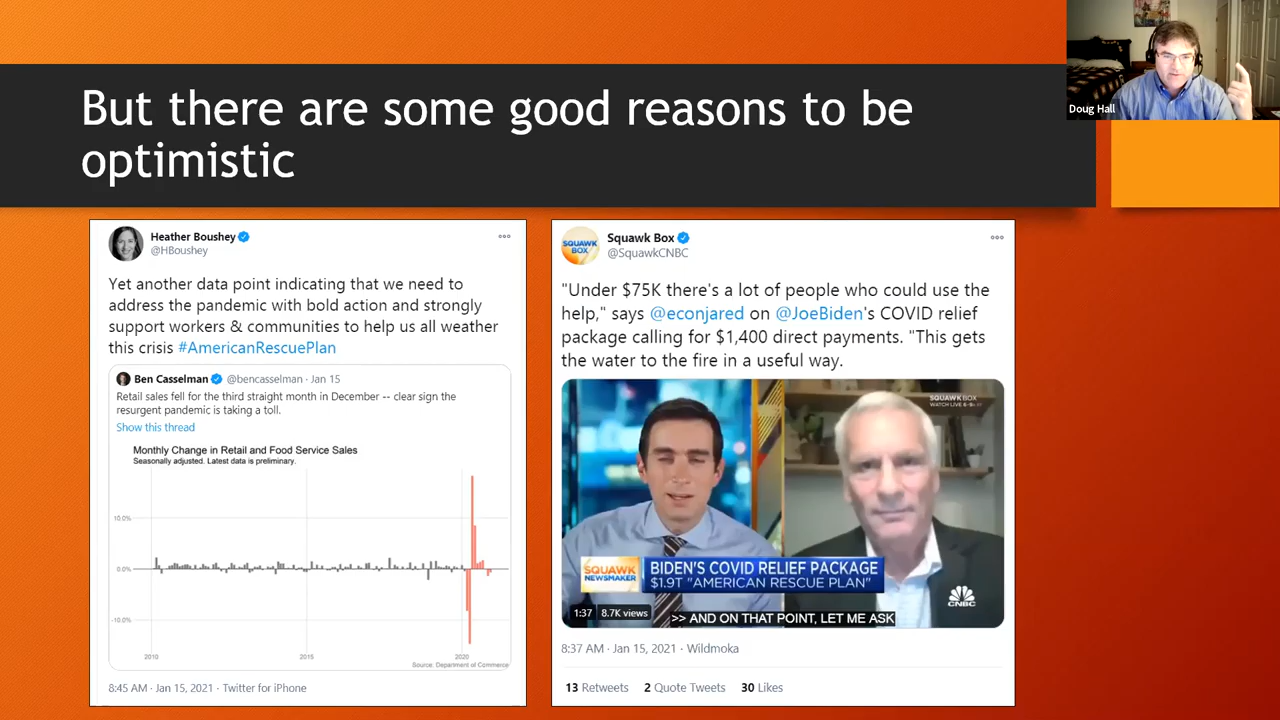 But there are some good reasons to be
optimistic
Doug Hall
Heather Boushey
@HBoushey
Yet another data point indicating that we need to
address the pandemic with bold action and strongly
support workers & communities to help us all weather
this crisis #AmericanRescuePlan
Ben Casselman @bencasselman · Jan 15
Retail sales fell for the third straight month in December -- clear sign the
resurgent pandemic is taking a toll.
Show this thread
Monthly Change in Retail and Food Service Sales
Seasonally adjusted. Latest data is preliminary.
10.0%
0.0%
-10.0%
2010 2015 2020
Source: Department of Commerce
8:45 AM · Jan 15, 2021 · Twitter for iPhone
SQUAWK
BOX
Squawk Box
@SquawkCNBC
"Under $75K there's a lot of people who could use the
help," says @econjared on @JoeBiden's COVID relief
package calling for $1,400 direct payments. "This gets
the water to the fire in a useful way.
SQUAWK BOX
SQUAWK
NEWSMAKER
BIDEN'S COVID RELIEF PACKAGE
$1.9T "AMERICAN RESCUE PLAN"
CNBC
1:37 8.7K views
>> AND ON THAT POINT, LET ME ASK
8:37 AM · Jan 15, 2021 · Wildmoka
13 Retweets 2 Quote Tweets 30 Likes